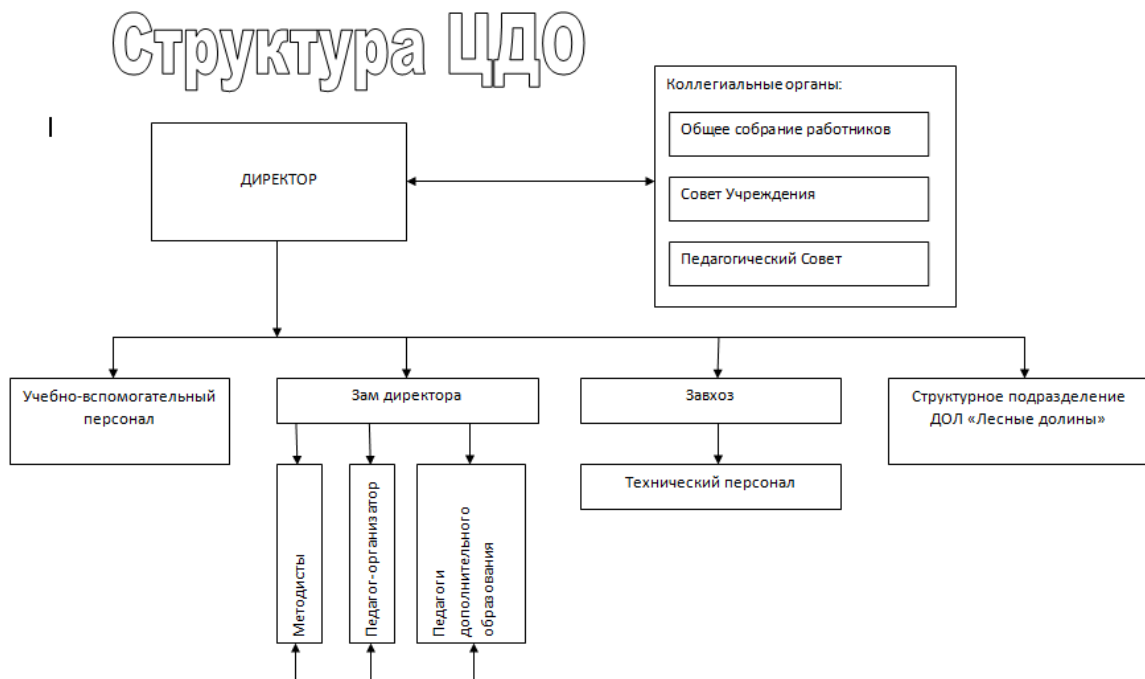 Структура ЦДО
Коллегиальные органы:
Общее собрание работников
Совет Учреждения
Педагогический Совет
ДИРЕКТОР
Учебно-вспомогательный
персонал
Зам директора
Завхоз
Структурное подразделение
ДОЛ «Лесные долины»
Методисты
Педагог-организатор
Педагоги
дополнительного
образования
Технический персонал